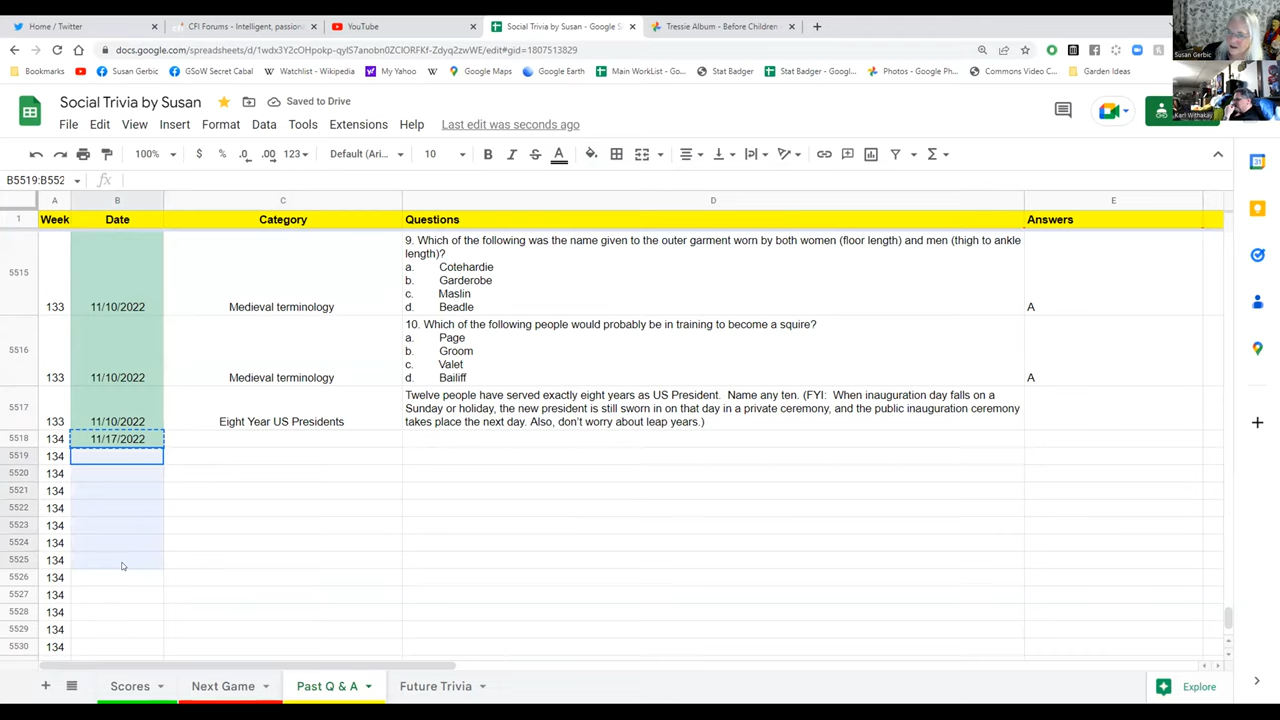 Home / Twitter
CFI Forums - Intelligent, passion
YouTube
Social Trivia by Susan - Google S
Tressie Album - Before Children
docs.google.com/spreadsheets/d/1wdx3Y2cOHpokp-qyIS7anobn0ZClORFKf-Zdyq2zwWE/edit#gid=1807513829
Bookmarks
Susan Gerbic
GSoW Secret Cabal
Watchlist - Wikipedia
My Yahoo
Google Maps
Google Earth
Main WorkList - Go...
Stat Badger
Stat Badger - Googl...
Photos - Google Ph...
Commons Video C...
Garden Ideas
Susan Gerbic
Karl Withakay
Social Trivia by Susan
Saved to Drive
File Edit View Insert Format Data Tools Extensions Help Last edit was seconds ago
100% $ % .0 .00 123 Default (Ari... 10 B I S A
B5519:B552 fx
A B C D E
1 Week Date Category Questions Answers
9. Which of the following was the name given to the outer garment worn by both women (floor length) and men (thigh to ankle
length)?
a. Cotehardie
b. Garderobe
c. Maslin
d. Beadle
5515 133 11/10/2022 Medieval terminology A
10. Which of the following people would probably be in training to become a squire?
a. Page
b. Groom
c. Valet
d. Bailiff
5516 133 11/10/2022 Medieval terminology A
Twelve people have served exactly eight years as US President. Name any ten. (FYI: When inauguration day falls on a
Sunday or holiday, the new president is still sworn in on that day in a private ceremony, and the public inauguration ceremony
takes place the next day. Also, don't worry about leap years.)
5517 133 11/10/2022 Eight Year US Presidents
5518 134 11/17/2022
5519 134
5520 134
5521 134
5522 134
5523 134
5524 134
5525 134
5526 134
5527 134
5528 134
5529 134
5530 134
Scores Next Game Past Q & A Future Trivia
Explore